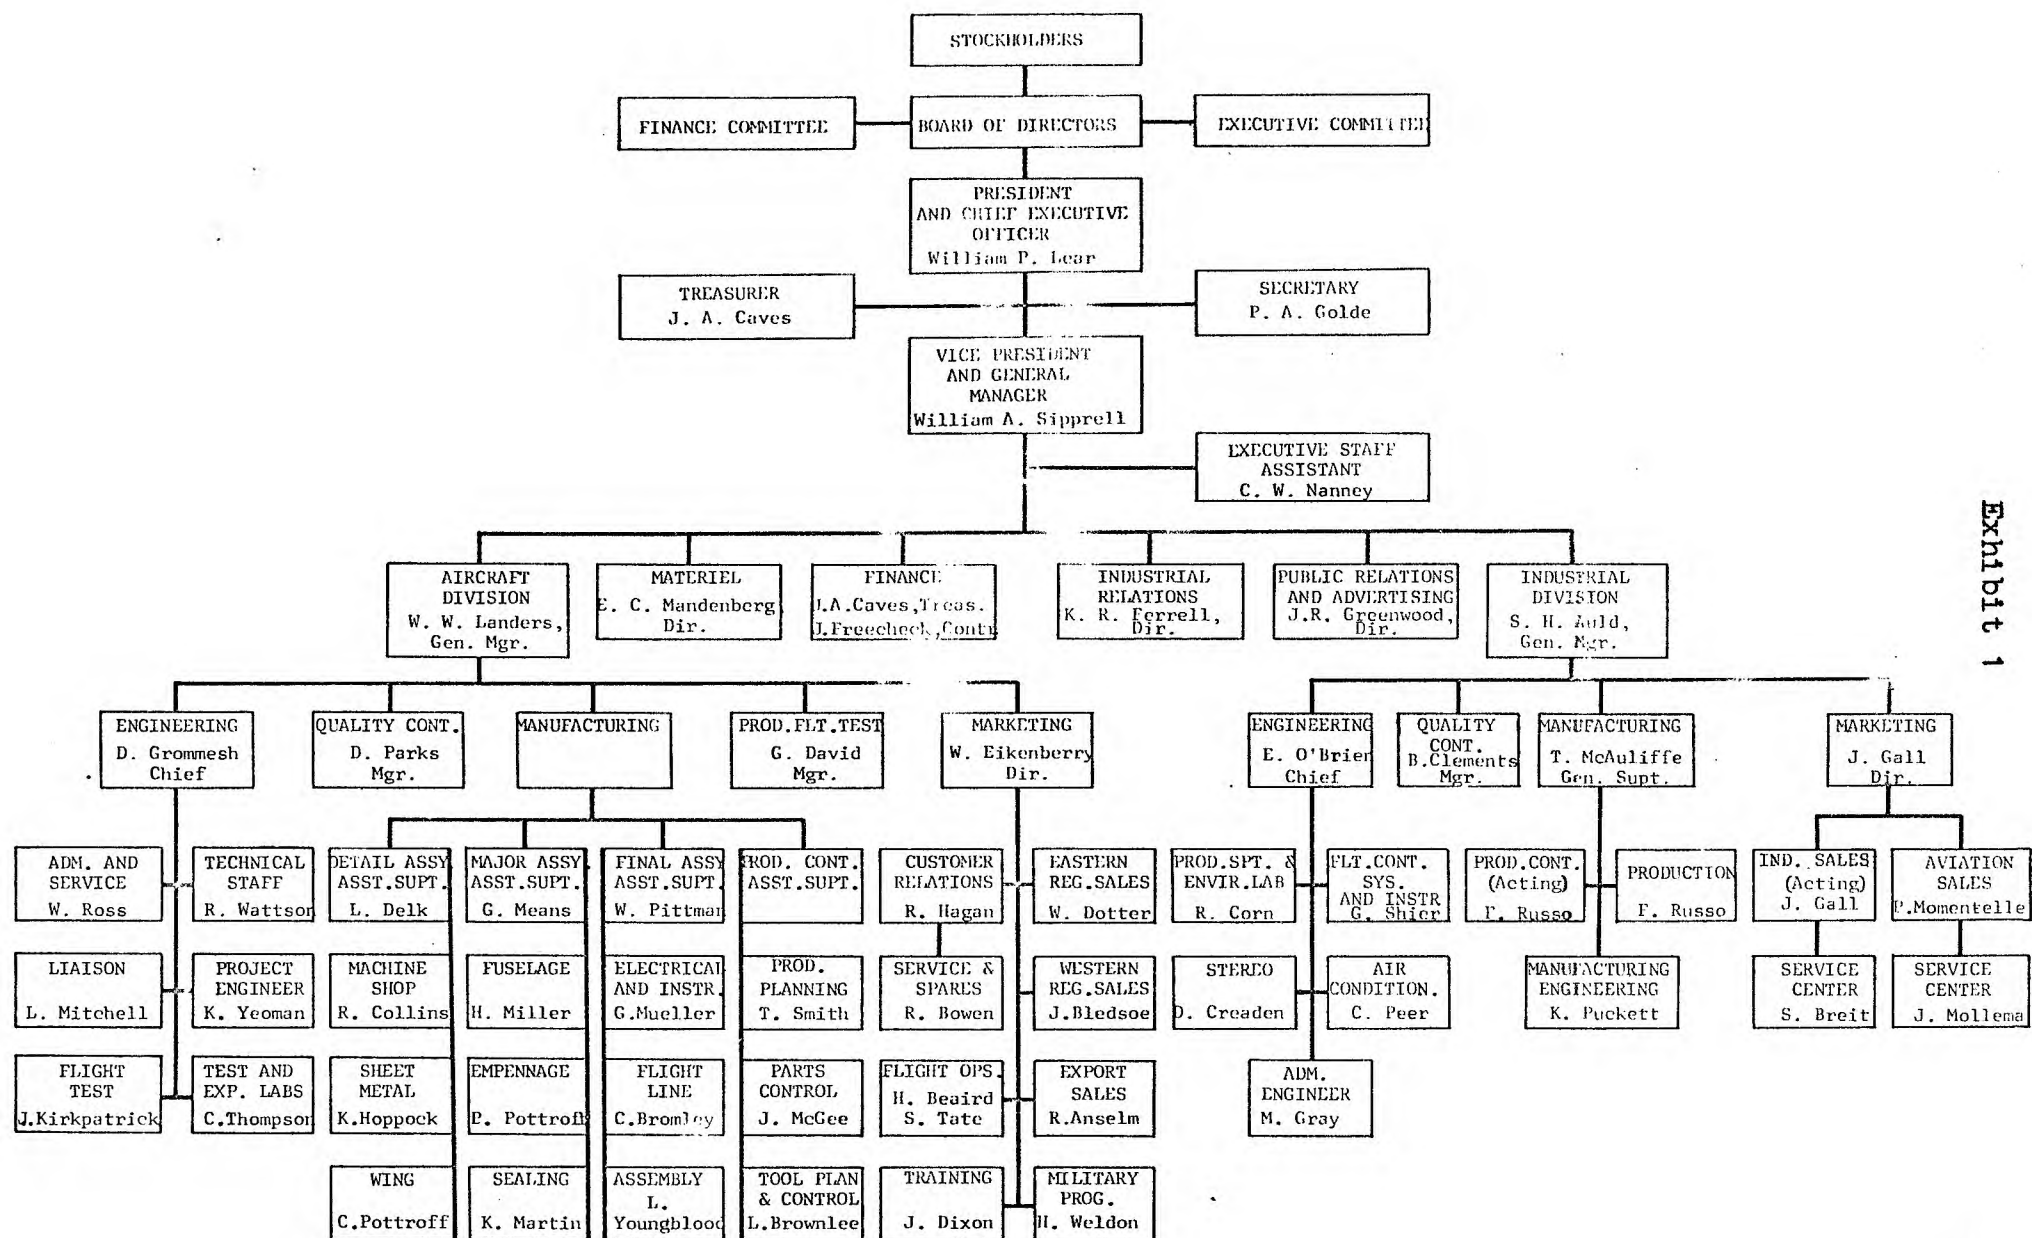 STOCKHOLDERS
FINANCE COMMITTEE
BOARD OF DIRECTORS
EXECUTIVE COMMITTEE
PRESIDENT
AND CHIEF EXECUTIVE
OFFICER
William P. Lear
TREASURER
J. A. Caves
SECRETARY
P. A. Golde
VICE PRESIDENT
AND GENERAL
MANAGER
William A. Sipprell
EXECUTIVE STAFF
ASSISTANT
C. W. Nanney
Exhibit 1
AIRCRAFT
DIVISION
W. W. Landers,
Gen. Mgr.
MATERIEL
E. C. Mandenberg
Dir.
FINANCE
J.A.Caves,Treas.
J.Freecheck,Contr
INDUSTRIAL
RELATIONS
K. R. Ferrell,
Dir.
PUBLIC RELATIONS
AND ADVERTISING
J.R. Greenwood,
Dir.
INDUSTRIAL
DIVISION
S. H. Auld,
Gen. Mgr.
ENGINEERING
D. Grommesh
Chief
QUALITY CONT.
D. Parks
Mgr.
MANUFACTURING
PROD.FLT.TEST
G. David
Mgr.
MARKETING
W. Eikenberry
Dir.
ENGINEERING
E. O'Brien
Chief
QUALITY
CONT.
B.Clements
Mgr.
MANUFACTURING
T. McAuliffe
Gen. Supt.
MARKETING
J. Gall
Dir.
ADM. AND
SERVICE
W. Ross
TECHNICAL
STAFF
R. Wattson
DETAIL ASSY
ASST.SUPT.
L. Delk
MAJOR ASSY
ASST.SUPT.
G. Means
FINAL ASSY
ASST.SUPT.
W. Pittman
PROD. CONT.
ASST.SUPT.
CUSTOMER
RELATIONS
R. Hagan
EASTERN
REG.SALES
W. Dotter
PROD.SPT. &
ENVIR.LAB
R. Corn
FLT.CONT.
SYS.
AND INSTR
G. Shier
PROD.CONT.
(Acting)
F. Russo
PRODUCTION
F. Russo
IND. SALES
(Acting)
J. Gall
AVIATION
SALES
P.Momentelle
LIAISON
L. Mitchell
PROJECT
ENGINEER
K. Yeoman
MACHINE
SHOP
R. Collins
FUSELAGE
H. Miller
ELECTRICAL
AND INSTR.
G.Mueller
PROD.
PLANNING
T. Smith
SERVICE &
SPARES
R. Bowen
WESTERN
REG.SALES
J.Bledsoe
STEREO
D. Creaden
AIR
CONDITION.
C. Peer
MANUFACTURING
ENGINEERING
K. Puckett
SERVICE
CENTER
S. Breit
SERVICE
CENTER
J. Mollema
FLIGHT
TEST
J.Kirkpatrick
TEST AND
EXP. LABS
C.Thompson
SHEET
METAL
K.Hoppock
EMPENNAGE
Pottroff
FLIGHT
LINE
C.Bromley
PARTS
CONTROL
J. McGee
FLIGHT OPS.
H. Beaird
S. Tate
EXPORT
SALES
R.Anselm
ADM.
ENGINEER
M. Gray
WING
C.Pottroff
SEALING
K. Martin
ASSEMBLY
L.
Youngblood
TOOL PLAN
& CONTROL
L.Brownlee
TRAINING
J. Dixon
MILITARY
PROG.
H. Weldon